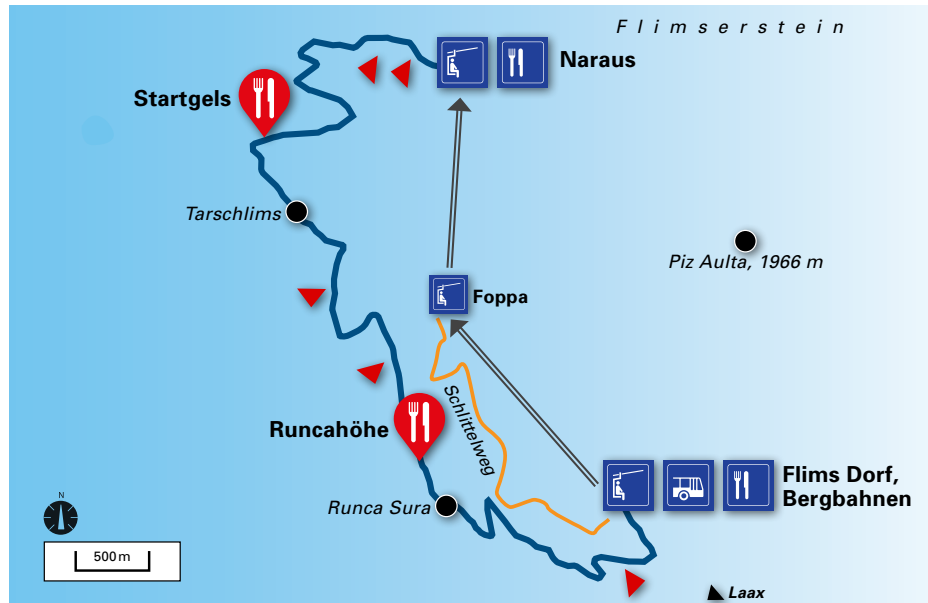 Flimserstein
Naraus
Startgels
Tarschlims
Piz Aulta, 1966 m
Foppa
Schlittelweg
Runcahöhe
Flims Dorf,
Bergbahnen
Runca Sura
N
500 m
Laax